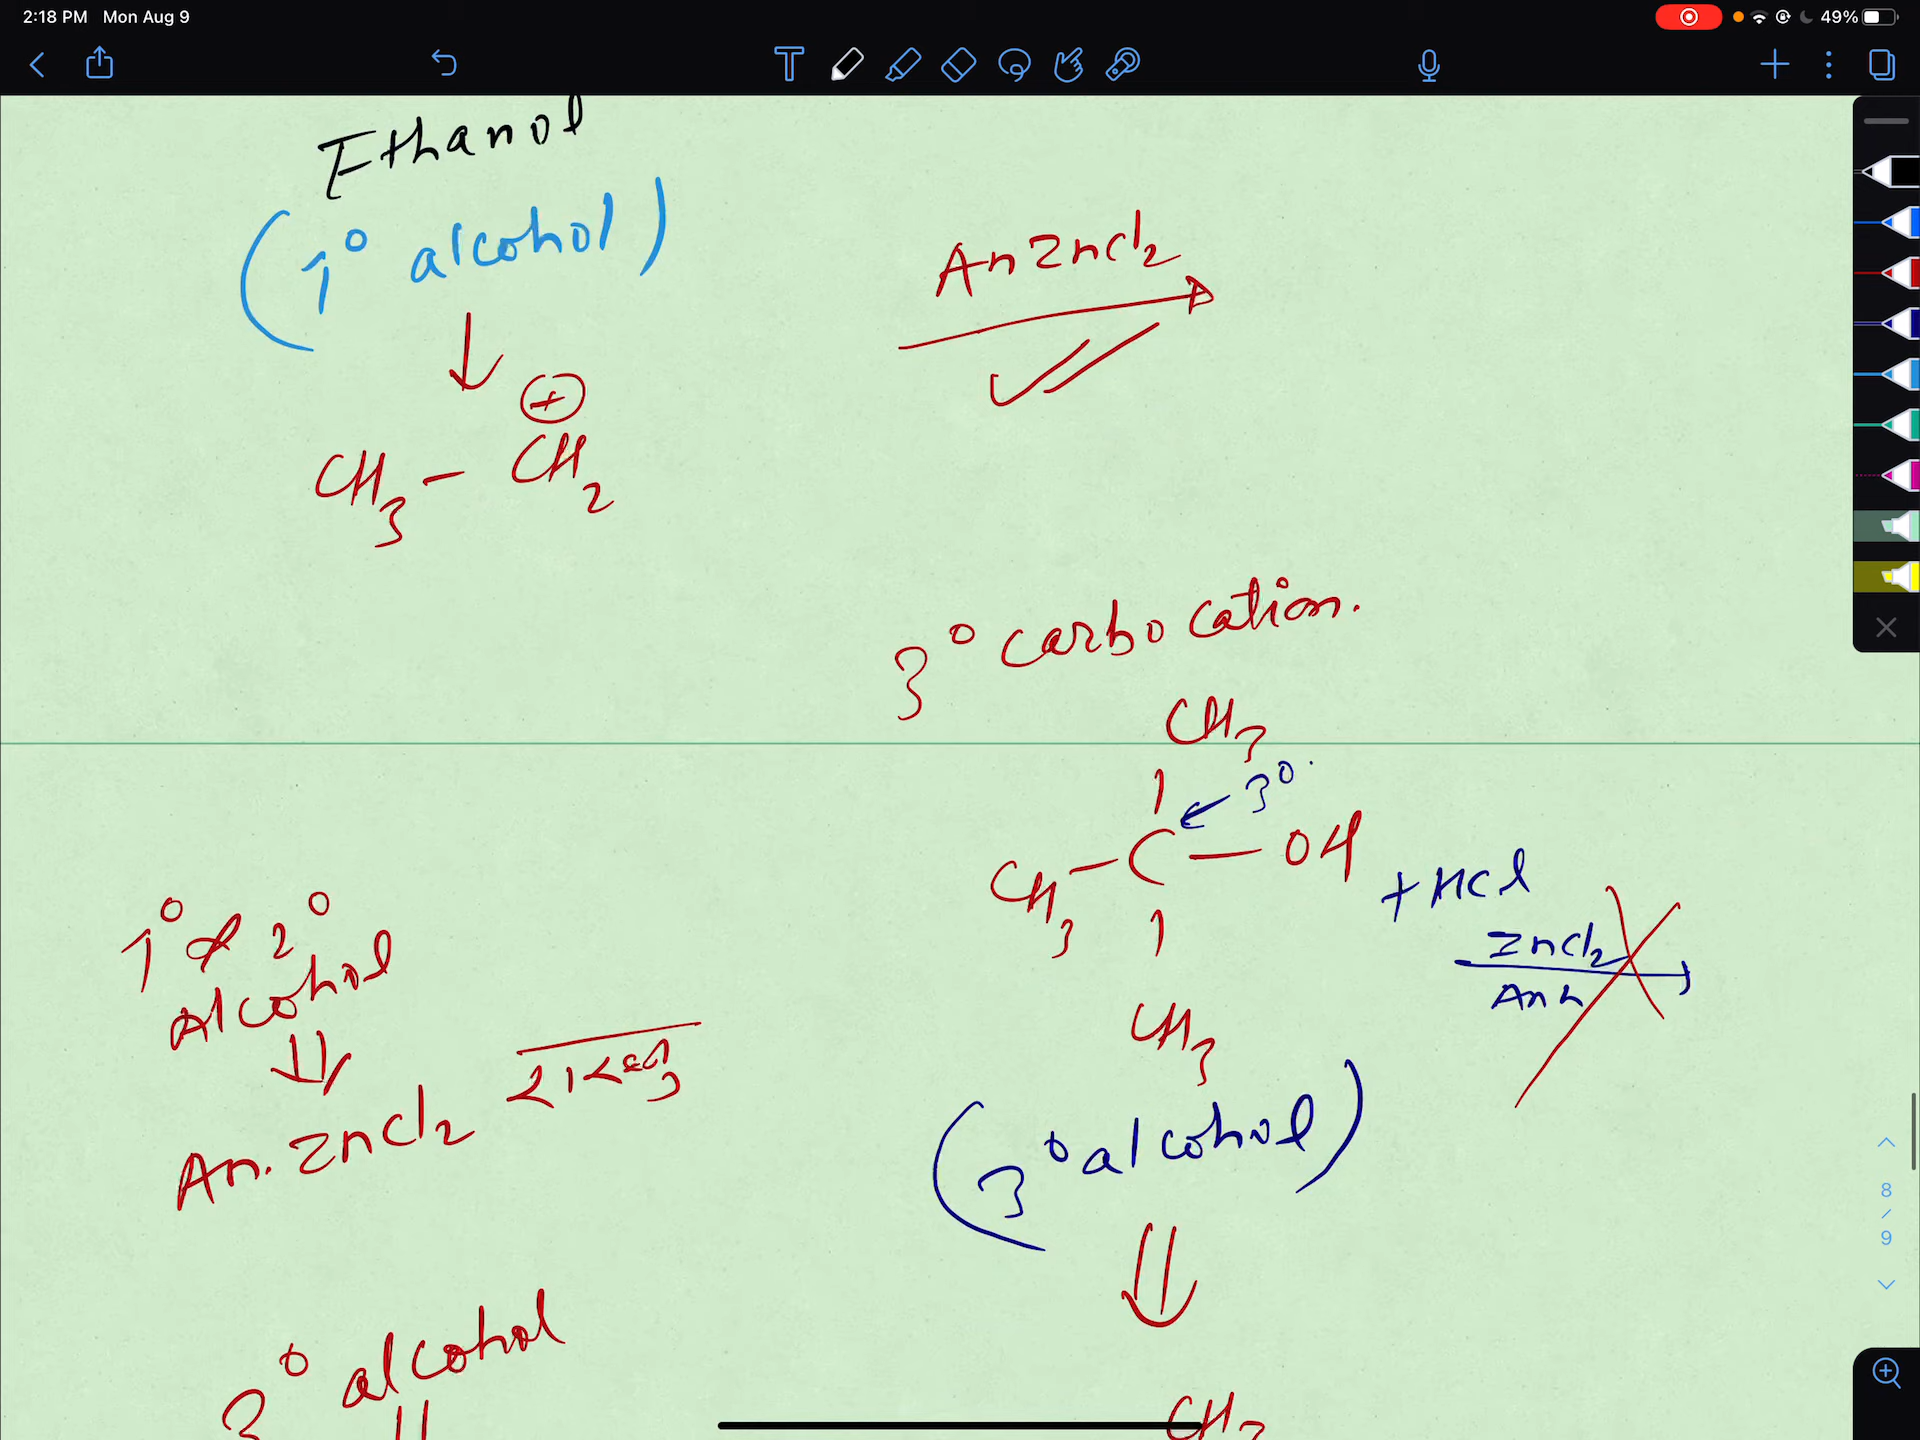 2:18 PM Mon Aug 9
49%
Ethanol
(1° alcohol)
An ZnCl2
+
CH3 - CH2
3° carbocation.
CH3
3°
CH3 - C - OH
+ HCl
ZnCl2
Anh
CH3
(3° alcohol)
1° & 2°
Alcohol
An. ZnCl2
3° alcohol
CH3
8
/
9